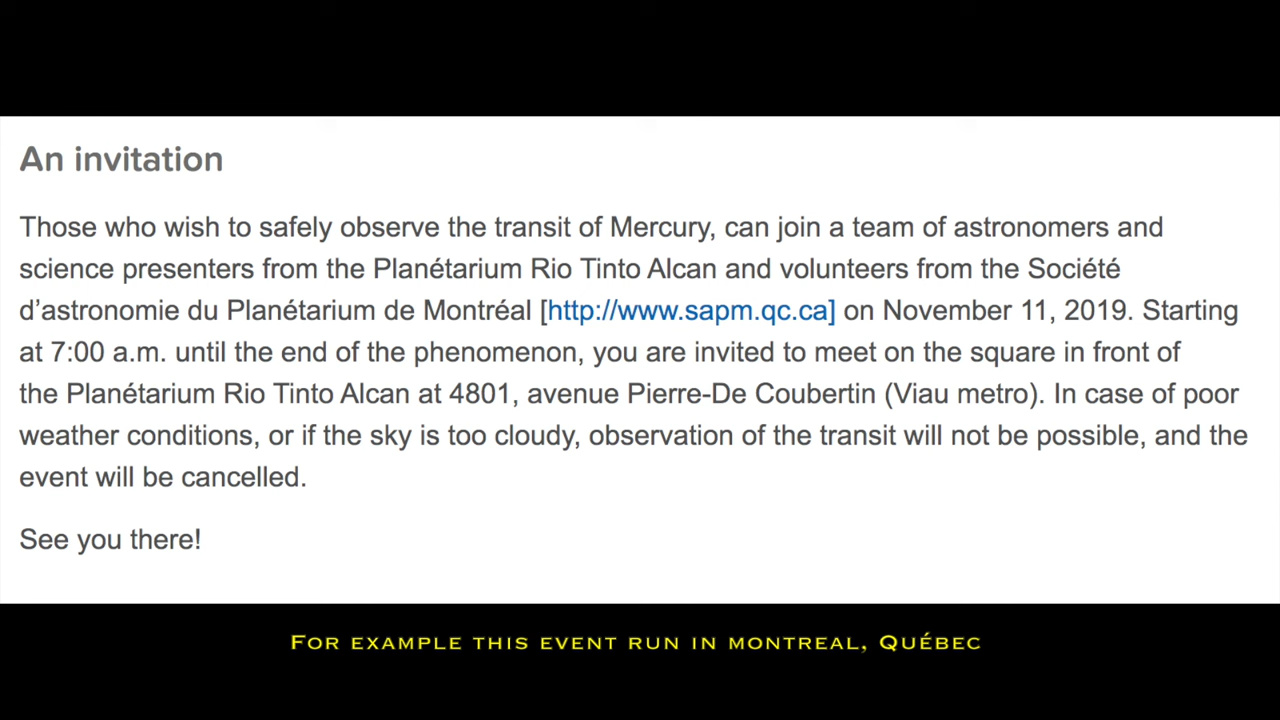 An invitation
Those who wish to safely observe the transit of Mercury, can join a team of astronomers and
science presenters from the Planétarium Rio Tinto Alcan and volunteers from the Société
d’astronomie du Planétarium de Montréal [http://www.sapm.qc.ca] on November 11, 2019. Starting
at 7:00 a.m. until the end of the phenomenon, you are invited to meet on the square in front of
the Planétarium Rio Tinto Alcan at 4801, avenue Pierre-De Coubertin (Viau metro). In case of poor
weather conditions, or if the sky is too cloudy, observation of the transit will not be possible, and the
event will be cancelled.
See you there!
For example this event run in montreal, Québec